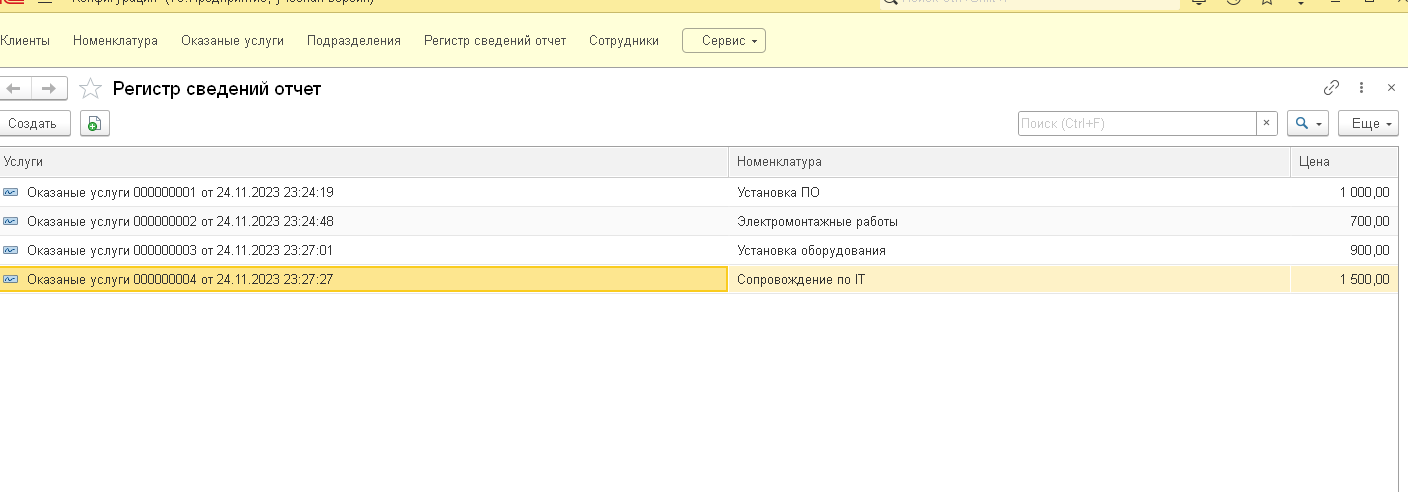 Клиенты Номенклатура Оказаные услуги Подразделения Регистр сведений отчет Сотрудники Сервис
Регистр сведений отчет
Создать Поиск (Ctrl+F) × Еще
Услуги Номенклатура Цена
Оказаные услуги 000000001 от 24.11.2023 23:24:19 Установка ПО 1 000,00
Оказаные услуги 000000002 от 24.11.2023 23:24:48 Электромонтажные работы 700,00
Оказаные услуги 000000003 от 24.11.2023 23:27:01 Установка оборудования 900,00
Оказаные услуги 000000004 от 24.11.2023 23:27:27 Сопровождение по IT 1 500,00